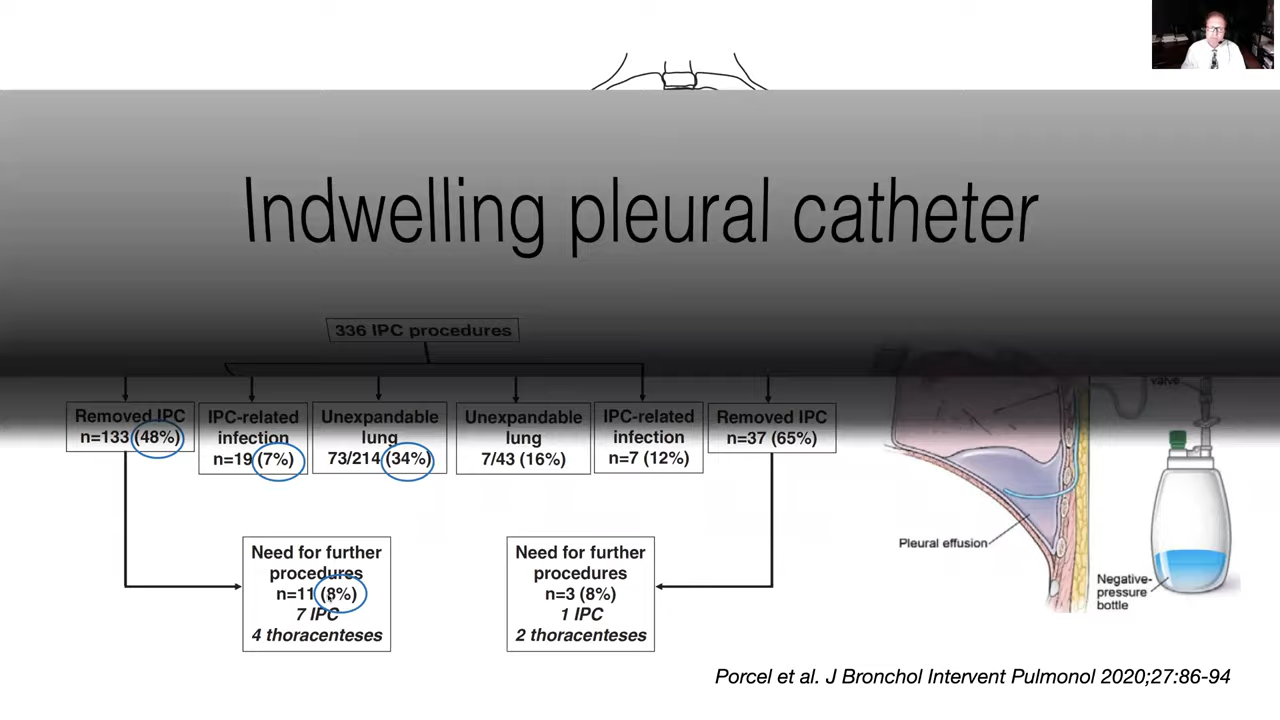 Indwelling pleural catheter
336 IPC procedures
Removed IPC
n=133 (48%)
IPC-related
infection
n=19 (7%)
Unexpandable
lung
73/214 (34%)
Unexpandable
lung
7/43 (16%)
IPC-related
infection
n=7 (12%)
Removed IPC
n=37 (65%)
Need for further
procedures
n=11 (8%)
7 IPC
4 thoracenteses
Need for further
procedures
n=3 (8%)
1 IPC
2 thoracenteses
valve
Pleural effusion
Negative-
pressure
bottle
Porcel et al. J Bronchol Intervent Pulmonol 2020;27:86-94